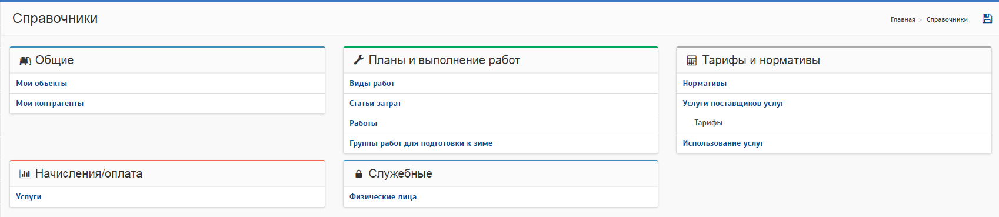 Справочники
Главная > Справочники
Общие
Мои объекты
Мои контрагенты
Планы и выполнение работ
Виды работ
Статьи затрат
Работы
Группы работ для подготовки к зиме
Тарифы и нормативы
Нормативы
Услуги поставщиков услуг
Тарифы
Использование услуг
Начисления/оплата
Услуги
Служебные
Физические лица